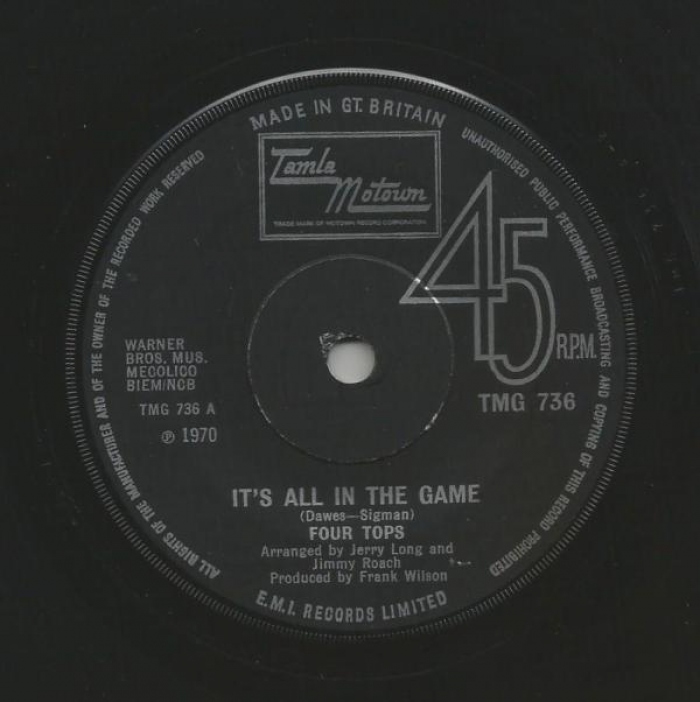 MADE IN GT. BRITAIN
UNAUTHORISED PUBLIC PERFORMANCE BROADCASTING AND COPYING OF THIS RECORD PROHIBITED
ALL RIGHTS OF THE MANUFACTURER AND OF THE OWNER OF THE RECORDED WORK RESERVED
Tamla
Motown
TRADE MARK OF MOTOWN RECORD CORPORATION
45
R.P.M.
WARNER
BROS. MUS.
MECOLICO
BIEM/NCB
TMG 736 A
℗ 1970
TMG 736
IT'S ALL IN THE GAME
(Dawes—Sigman)
FOUR TOPS
Arranged by Jerry Long and
Jimmy Roach
Produced by Frank Wilson
E.M.I. RECORDS LIMITED